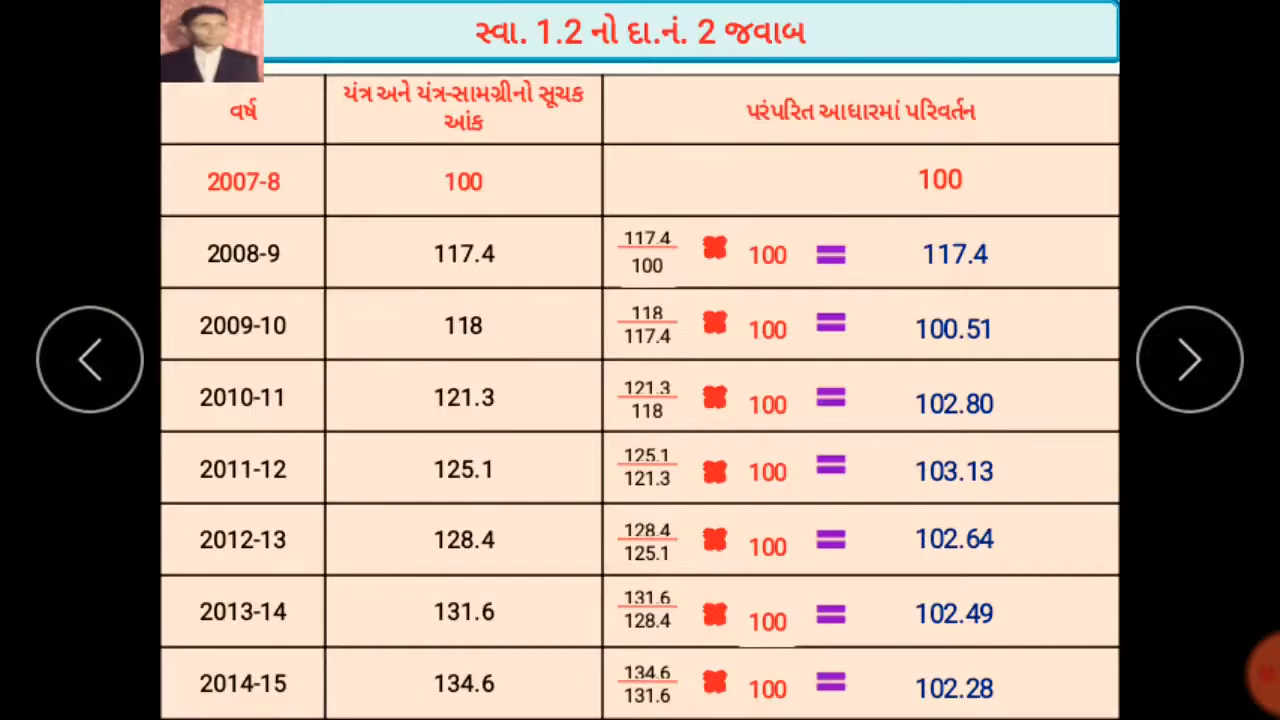 સ્વા. 1.2 નો દા.નં. 2 જવાબ
વર્ષ
યંત્ર અને યંત્ર-સામગ્રીનો સૂચક
આંક
પરંપરિત આધારમાં પરિવર્તન
2007-8 100 100
2008-9 117.4 117.4/100 × 100 = 117.4
2009-10 118 118/117.4 × 100 = 100.51
2010-11 121.3 121.3/118 × 100 = 102.80
2011-12 125.1 125.1/121.3 × 100 = 103.13
2012-13 128.4 128.4/125.1 × 100 = 102.64
2013-14 131.6 131.6/128.4 × 100 = 102.49
2014-15 134.6 134.6/131.6 × 100 = 102.28